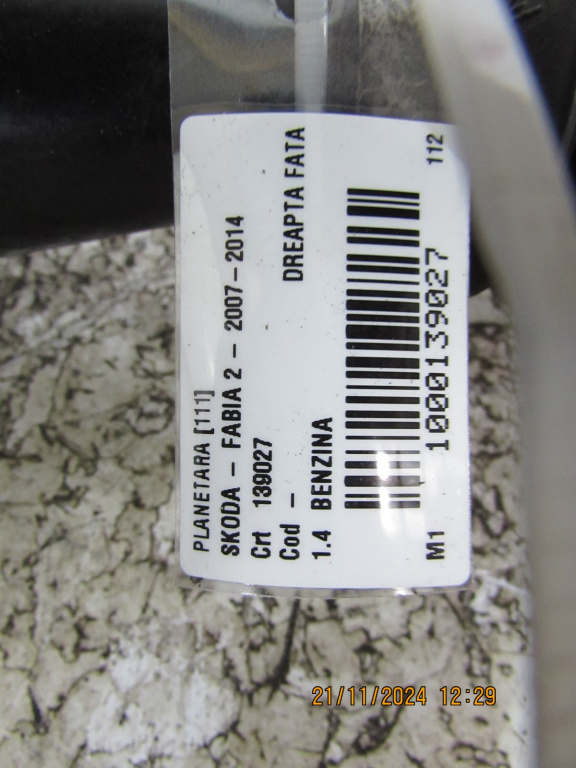 PLANETARA [111]
SKODA - FABIA 2 - 2007-2014
Crt 139027
Cod - DREAPTA FATA
1.4 BENZINA
1000139027
M1 112
21/11/2024 12:29